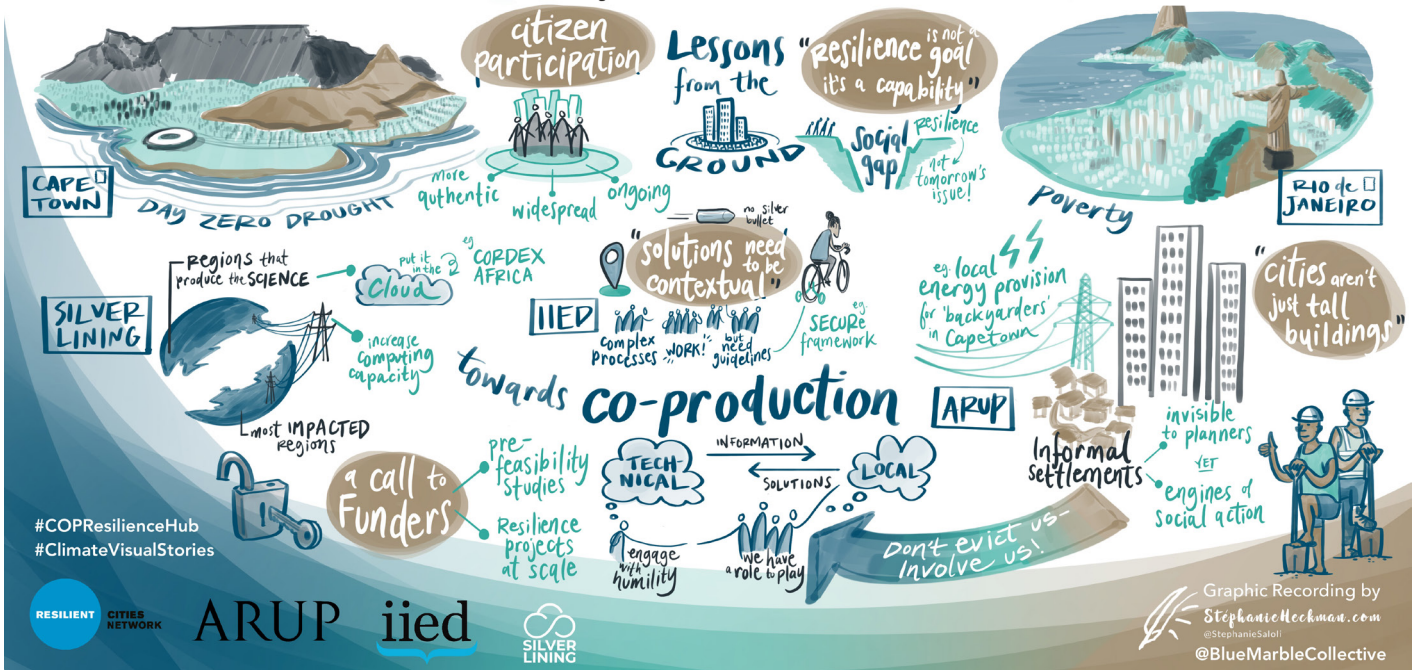 citizen
participation
more
authentic
widespread
ongoing
Lessons
from the
GROUND
"Resilience is not a
goal
it's a capability"
social
gap
Resilience
not
tomorrow's
issue!
CAPE
TOWN
DAY ZERO DROUGHT
poverty
RIO de
JANEIRO
SILVER
LINING
Regions that
produce the SCIENCE
put it
in the
Cloud
eg CORDEX
AFRICA
increase
computing
capacity
most IMPACTED
Regions
IIED
no silver
bullet
"solutions need
to be
contextual"
complex
processes
WORK!
but
need
guidelines
eg.
SECURE
framework
eg. local
energy provision
for 'backyarders'
in Capetown
"cities aren't
just tall
buildings"
towards
co-production
ARUP
Informal
settlements
invisible
to planners
YET
engines of
social action
a call to
Funders
pre-
feasibility
studies
Resilience
projects
at scale
TECH-
NICAL
INFORMATION
SOLUTIONS
LOCAL
engage
with
humility
we have
a role to play
Don't evict us-
Involve us!
#COPResilienceHub
#ClimateVisualStories
RESILIENT
CITIES
NETWORK
ARUP
iied
SILVER
LINING
Graphic Recording by
StéphanieHeckman.com
@StephanieSaloli
@BlueMarbleCollective